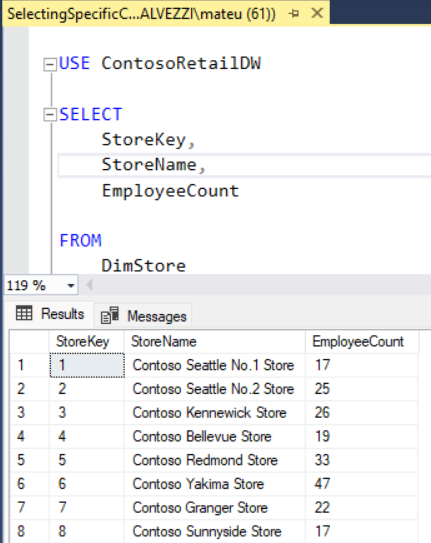 SelectingSpecificC...ALVEZZI\mateu (61))
USE ContosoRetailDW
SELECT
StoreKey,
StoreName,
EmployeeCount
FROM
DimStore
119 %
Results Messages
StoreKey StoreName EmployeeCount
1 1 Contoso Seattle No.1 Store 17
2 2 Contoso Seattle No.2 Store 25
3 3 Contoso Kennewick Store 26
4 4 Contoso Bellevue Store 19
5 5 Contoso Redmond Store 33
6 6 Contoso Yakima Store 47
7 7 Contoso Granger Store 22
8 8 Contoso Sunnyside Store 17